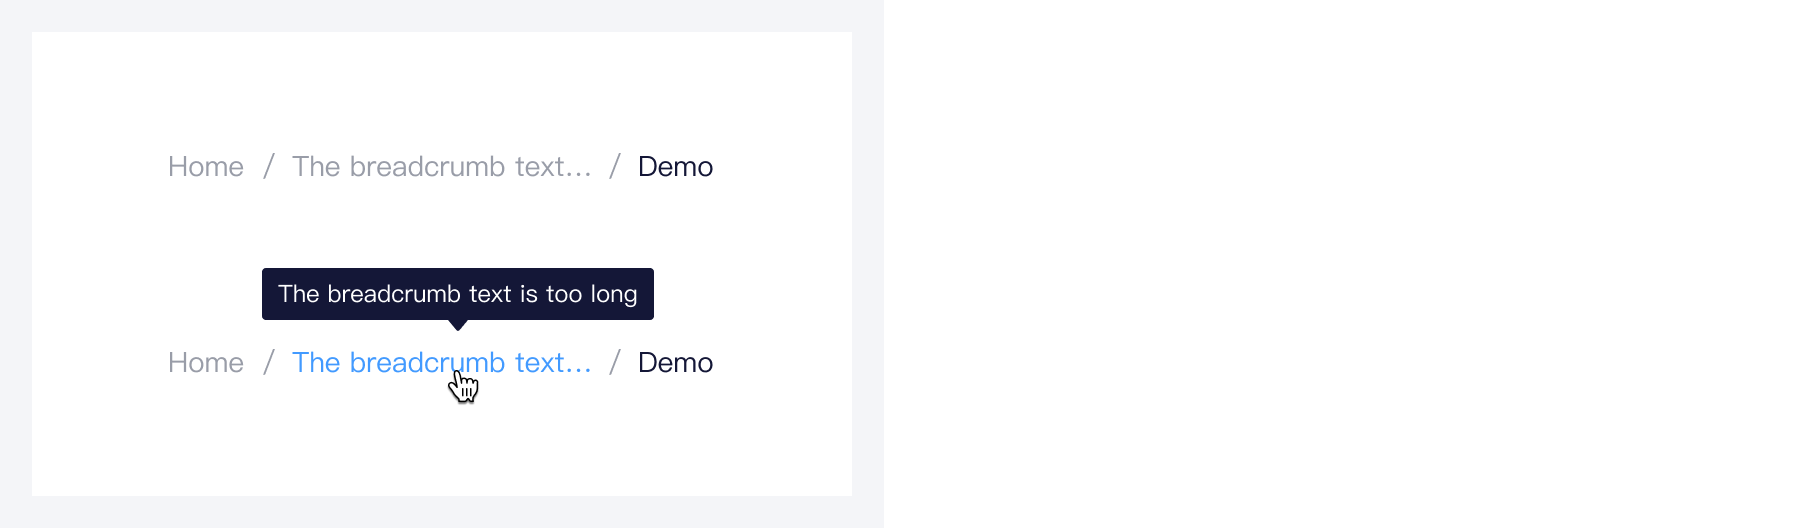 Home / The breadcrumb text... / Demo
The breadcrumb text is too long
Home / The breadcrumb text... / Demo